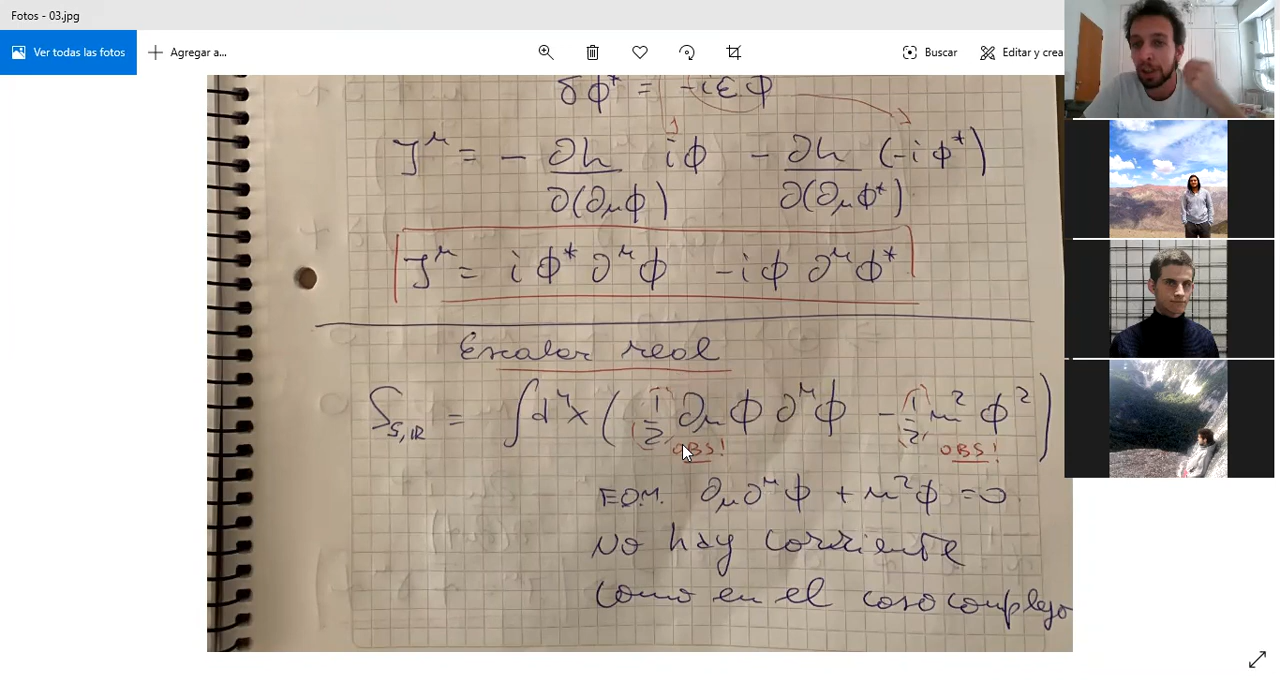 Fotos - 03.jpg
Ver todas las fotos
Agregar a...
Buscar
Editar y crea
δϕ* = -iεϕ
J^μ = - ∂h/∂(∂_μϕ) iϕ - ∂h/∂(∂_μϕ*) (-iϕ*)
J^μ = iϕ* ∂^μϕ - iϕ ∂^μϕ*
Escalar real
S_{S,ℝ} = ∫d⁴x ( 1/2 ∂_μϕ ∂^μϕ - 1/2 m² ϕ² )
OBS! OBS!
E.O.M. ∂_μ∂^μϕ + m²ϕ = 0
No hay corriente
como en el caso complejo